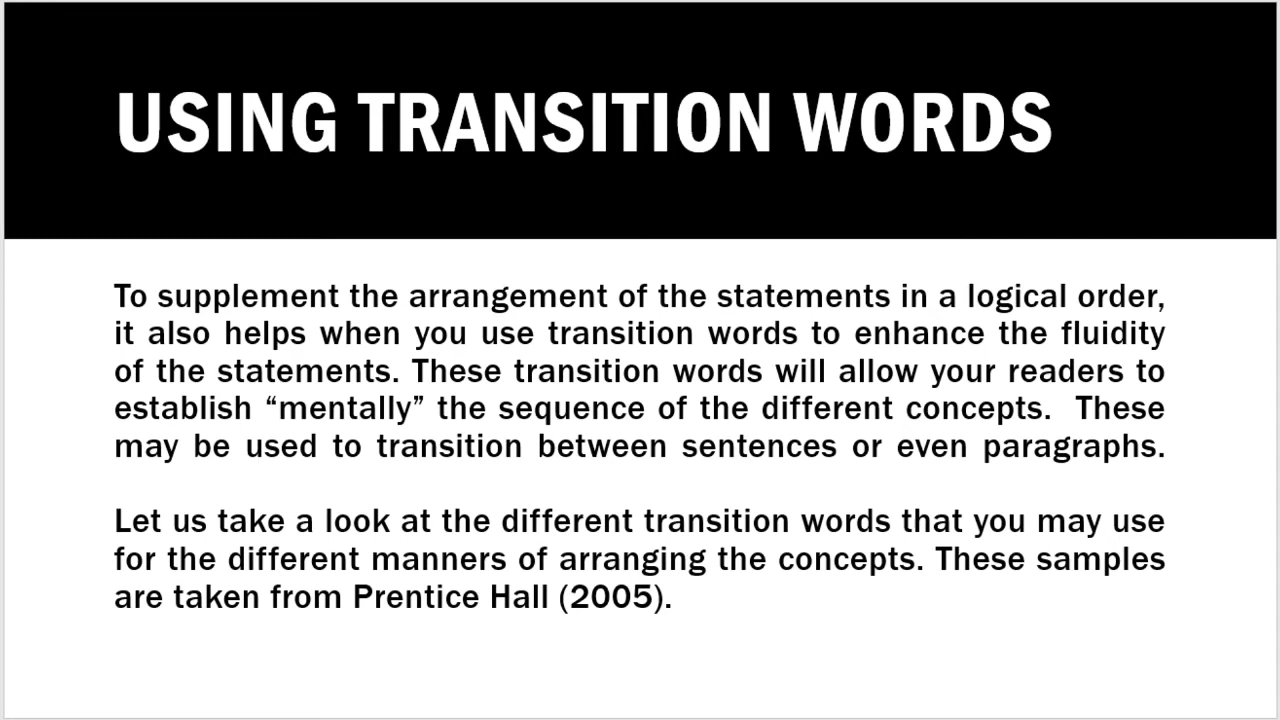 USING TRANSITION WORDS
To supplement the arrangement of the statements in a logical order,
it also helps when you use transition words to enhance the fluidity
of the statements. These transition words will allow your readers to
establish “mentally” the sequence of the different concepts.  These
may be used to transition between sentences or even paragraphs.
Let us take a look at the different transition words that you may use
for the different manners of arranging the concepts. These samples
are taken from Prentice Hall (2005).